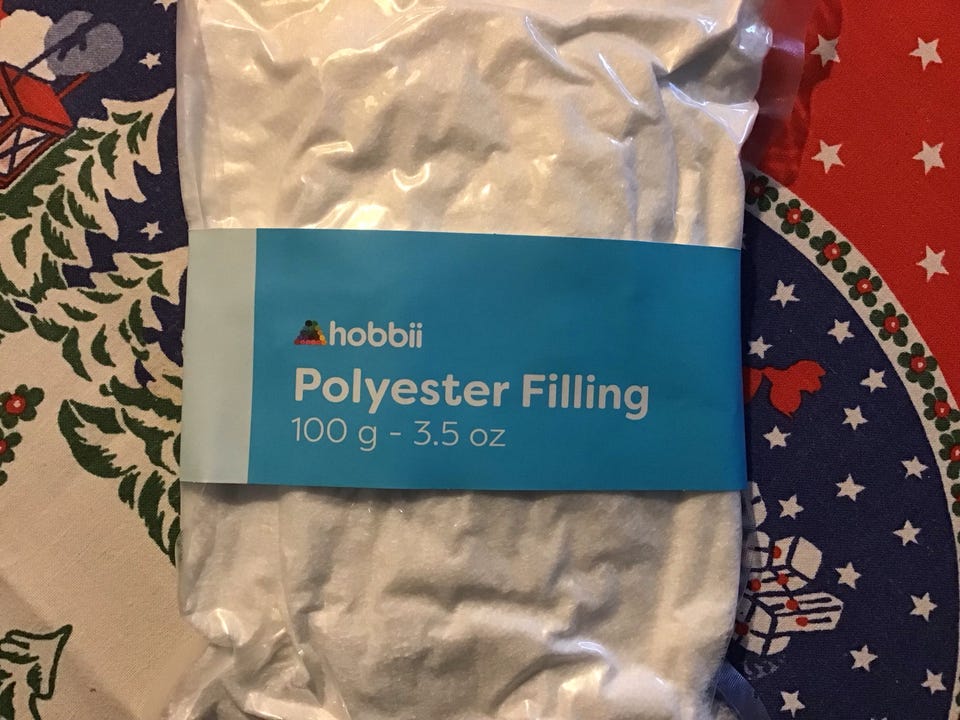 hobbii
Polyester Filling
100 g - 3.5 oz